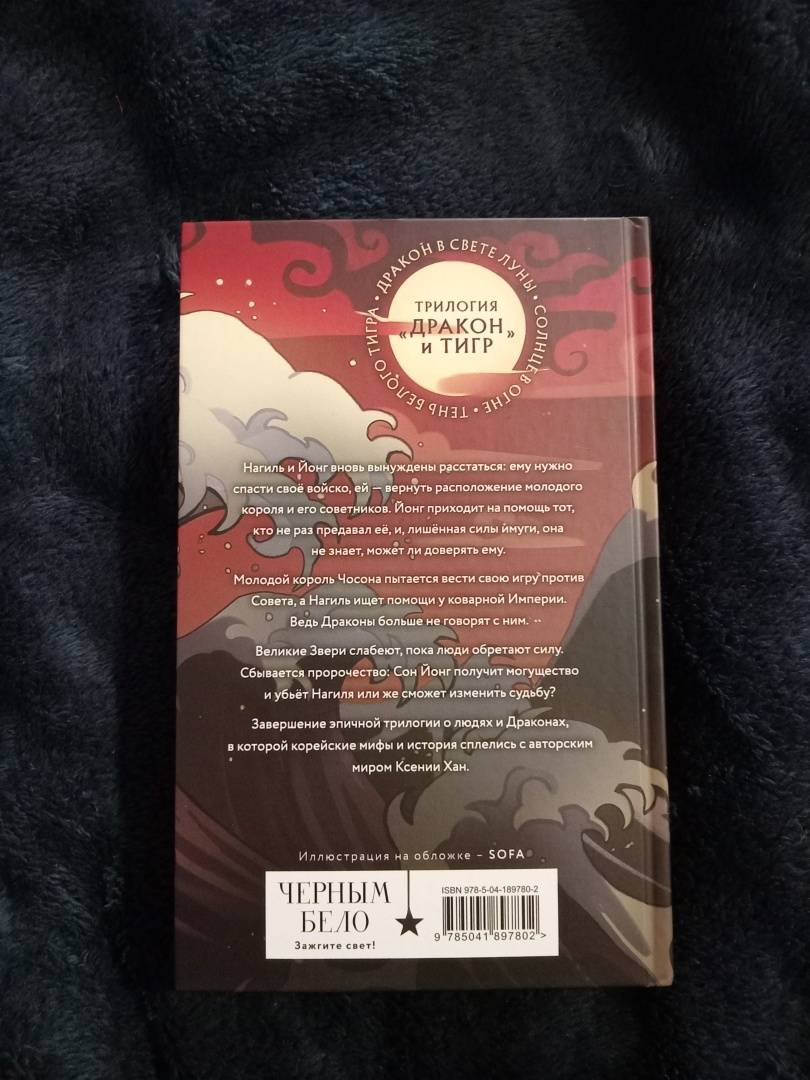 ДРАКОН В СВЕТЕ ЛУНЫ • СОЛНЦЕ В ОГНЕ • ТЕНЬ БЕЛОГО ТИГРА •
ТРИЛОГИЯ
«ДРАКОН»
и ТИГР
Нагиль и Йонг вновь вынуждены расстаться: ему нужно
спасти своё войско, ей — вернуть расположение молодого
короля и его советников. Йонг приходит на помощь тот,
кто не раз предавал её, и, лишённая силы имуги, она
не знает, может ли доверять ему.
Молодой король Чосона пытается вести свою игру против
Совета, а Нагиль ищет помощи у коварной Империи.
Ведь Драконы больше не говорят с ним.
Великие Звери слабеют, пока люди обретают силу.
Сбывается пророчество: Сон Йонг получит могущество
и убьёт Нагиля или же сможет изменить судьбу?
Завершение эпичной трилогии о людях и Драконах,
в которой корейские мифы и история сплелись с авторским
миром Ксении Хан.
Иллюстрация на обложке – SOFA
ЧЕРНЫМ
БЕЛО
Зажгите свет!
ISBN 978-5-04-189780-2
9 785041 897802 >